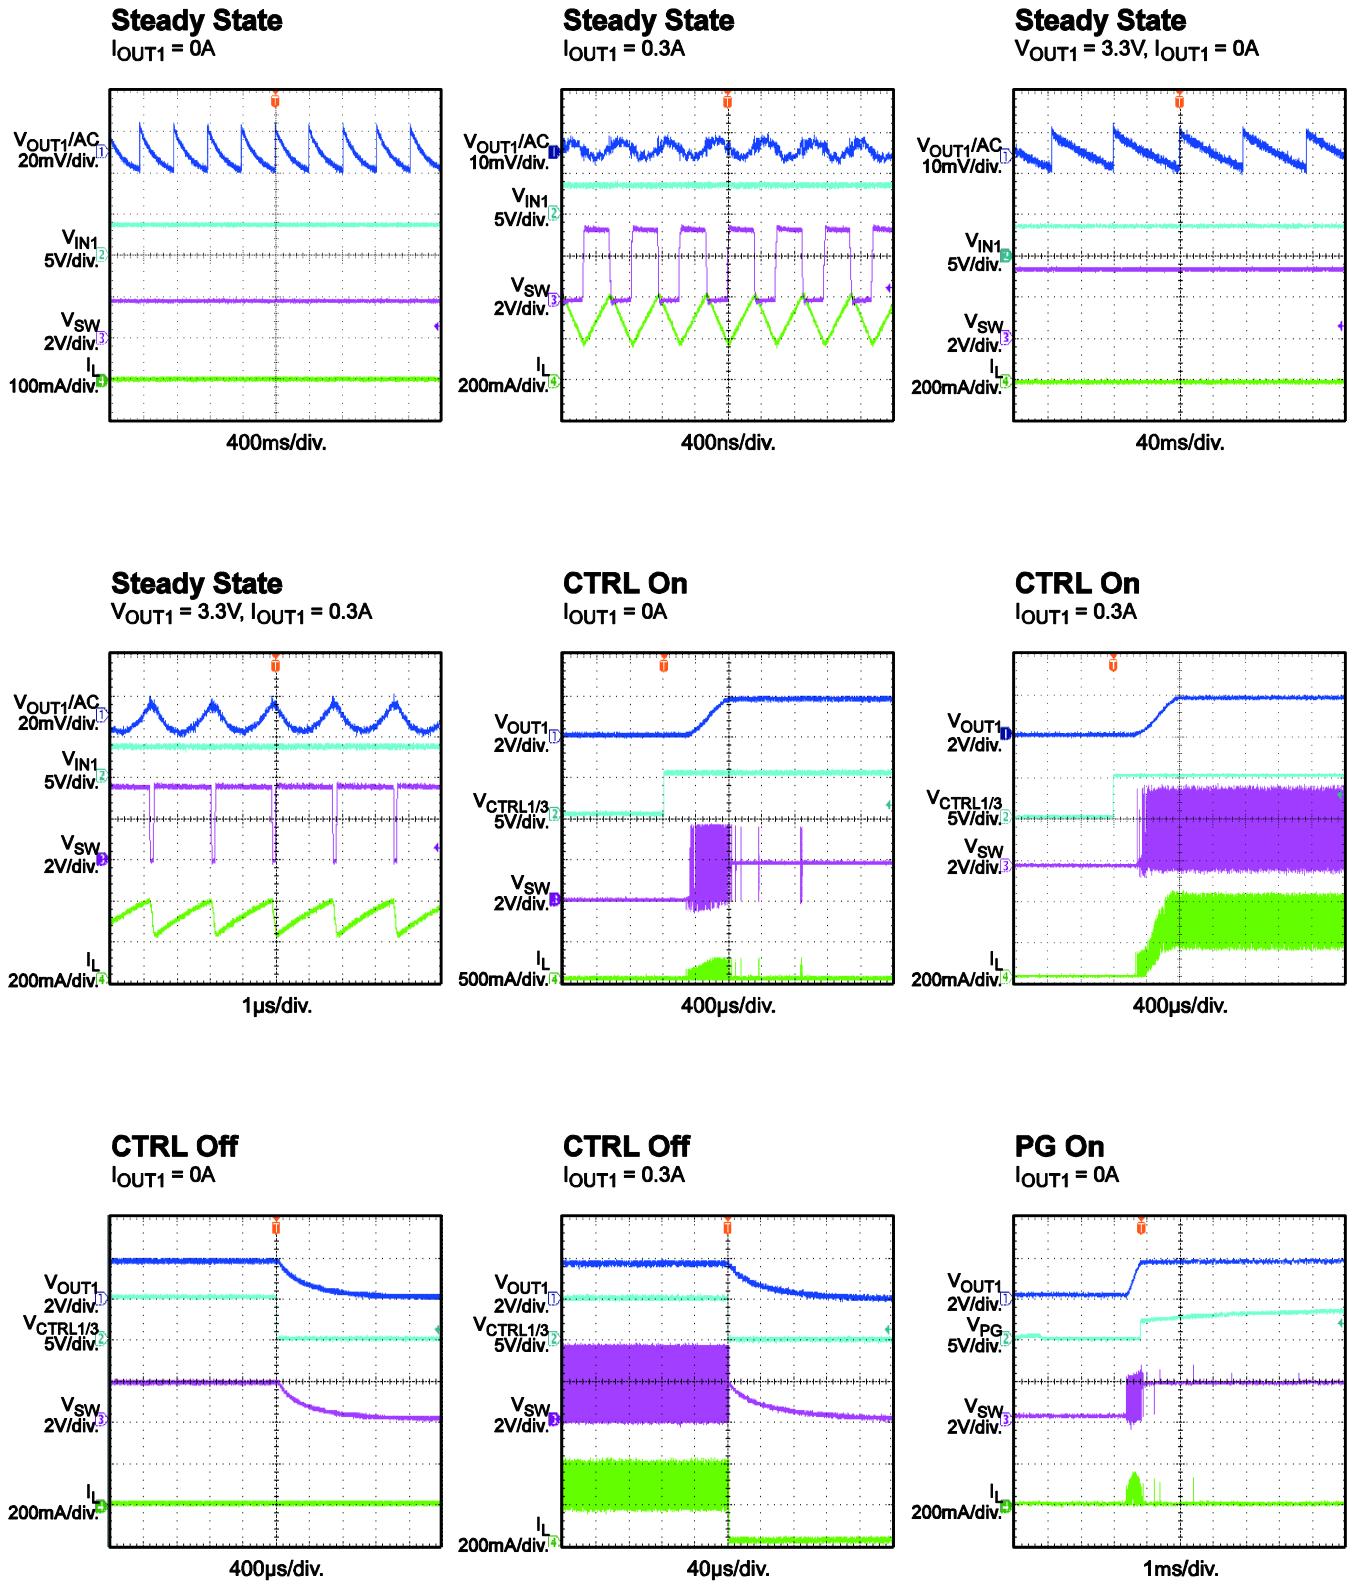 Steady State
IOUT1 = 0A
VOUT1/AC
20mV/div.
VIN1
5V/div.
VSW
2V/div.
IL
100mA/div.
400ms/div.
Steady State
IOUT1 = 0.3A
VOUT1/AC
10mV/div.
VIN1
5V/div.
VSW
2V/div.
IL
200mA/div.
400ns/div.
Steady State
VOUT1 = 3.3V, IOUT1 = 0A
VOUT1/AC
10mV/div.
VIN1
5V/div.
VSW
2V/div.
IL
200mA/div.
40ms/div.
Steady State
VOUT1 = 3.3V, IOUT1 = 0.3A
VOUT1/AC
20mV/div.
VIN1
5V/div.
VSW
2V/div.
IL
200mA/div.
1µs/div.
CTRL On
IOUT1 = 0A
VOUT1
2V/div.
VCTRL1/3
5V/div.
VSW
2V/div.
IL
500mA/div.
400µs/div.
CTRL On
IOUT1 = 0.3A
VOUT1
2V/div.
VCTRL1/3
5V/div.
VSW
2V/div.
IL
200mA/div.
400µs/div.
CTRL Off
IOUT1 = 0A
VOUT1
2V/div.
VCTRL1/3
5V/div.
VSW
2V/div.
IL
200mA/div.
400µs/div.
CTRL Off
IOUT1 = 0.3A
VOUT1
2V/div.
VCTRL1/3
5V/div.
VSW
2V/div.
IL
200mA/div.
40µs/div.
PG On
IOUT1 = 0A
VOUT1
2V/div.
VPG
5V/div.
VSW
2V/div.
IL
200mA/div.
1ms/div.